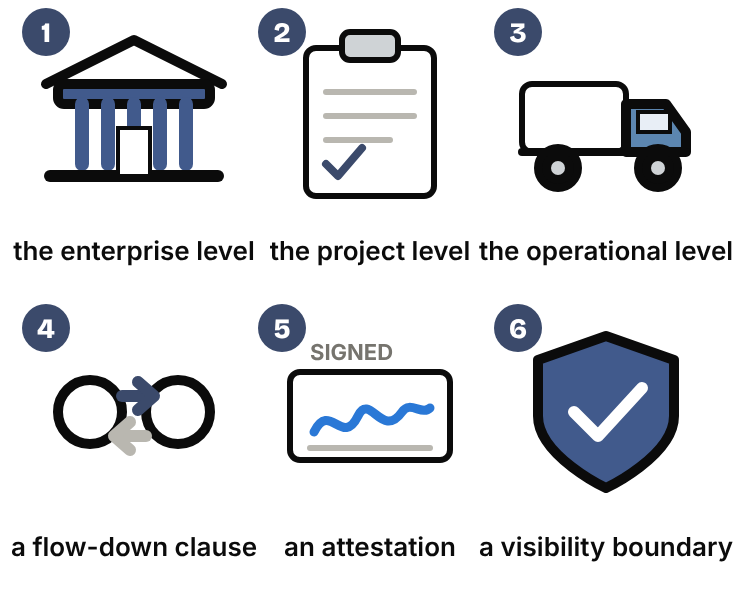 1
2
3
the enterprise level
the project level
the operational level
4
5
6
SIGNED
a flow-down clause
an attestation
a visibility boundary